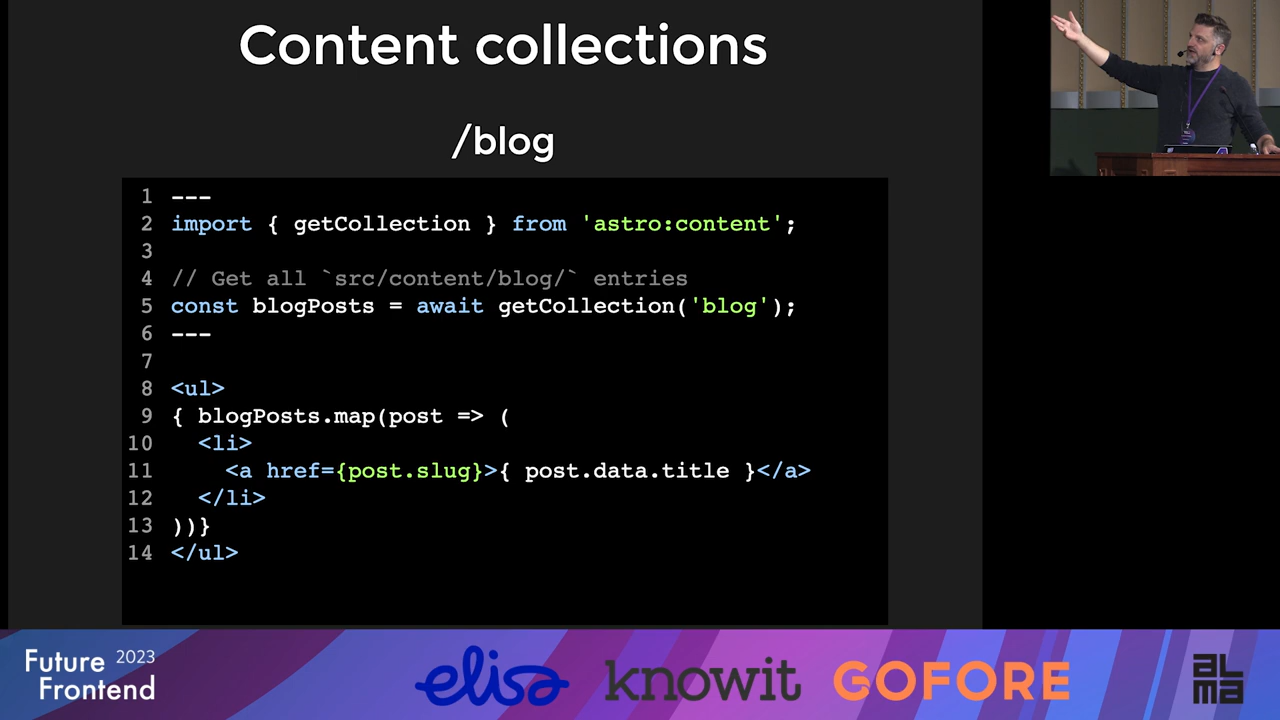 Content collections
/blog
1 ---
2 import { getCollection } from 'astro:content';
3
4 // Get all `src/content/blog/` entries
5 const blogPosts = await getCollection('blog');
6 ---
7
8 <ul>
9 { blogPosts.map(post => (
10   <li>
11     <a href={post.slug}>{ post.data.title }</a>
12   </li>
13 ))}
14 </ul>
Future 2023
Frontend
elisa
knowit
GOFORE
ALMA